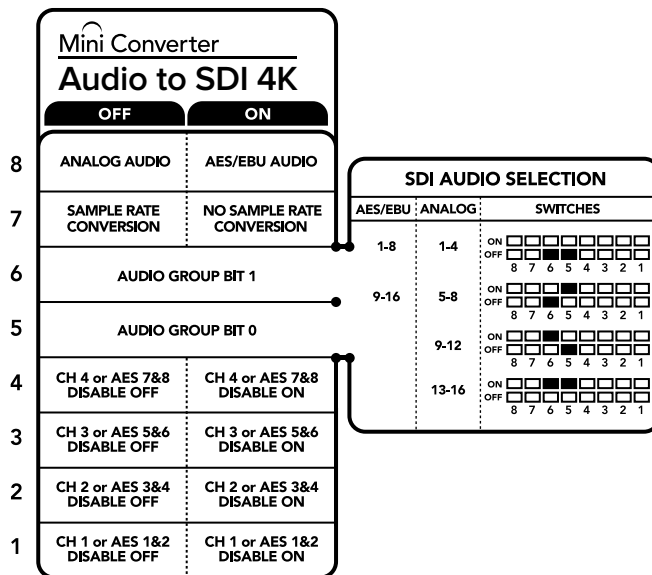 Mini Converter
Audio to SDI 4K
OFF ON
8 ANALOG AUDIO AES/EBU AUDIO
7 SAMPLE RATE CONVERSION NO SAMPLE RATE CONVERSION
6 AUDIO GROUP BIT 1
5 AUDIO GROUP BIT 0
4 CH 4 or AES 7&8 DISABLE OFF CH 4 or AES 7&8 DISABLE ON
3 CH 3 or AES 5&6 DISABLE OFF CH 3 or AES 5&6 DISABLE ON
2 CH 2 or AES 3&4 DISABLE OFF CH 2 or AES 3&4 DISABLE ON
1 CH 1 or AES 1&2 DISABLE OFF CH 1 or AES 1&2 DISABLE ON
SDI AUDIO SELECTION
AES/EBU ANALOG SWITCHES
1-8 1-4 ON
OFF
8 7 6 5 4 3 2 1
9-16 5-8 ON
OFF
8 7 6 5 4 3 2 1
9-12 ON
OFF
8 7 6 5 4 3 2 1
13-16 ON
OFF
8 7 6 5 4 3 2 1